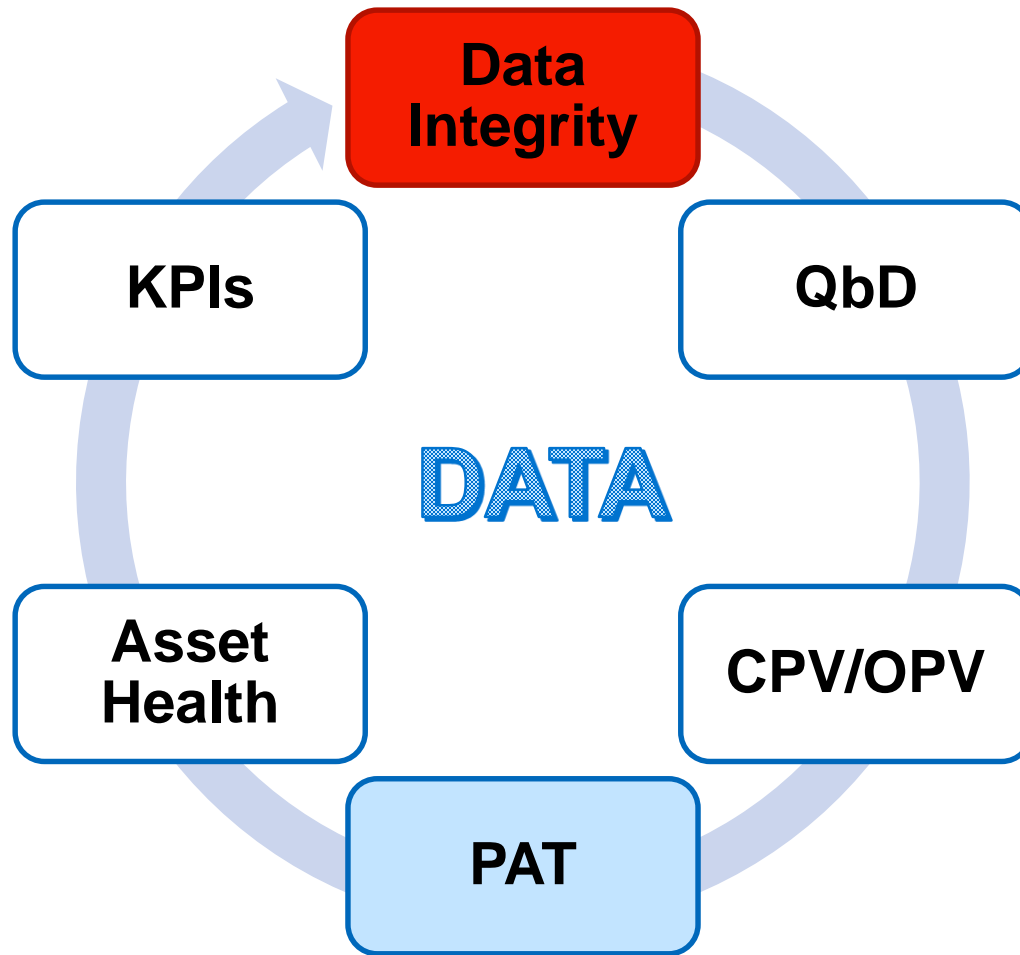 Data
Integrity
KPIs
QbD
DATA
Asset
Health
CPV/OPV
PAT